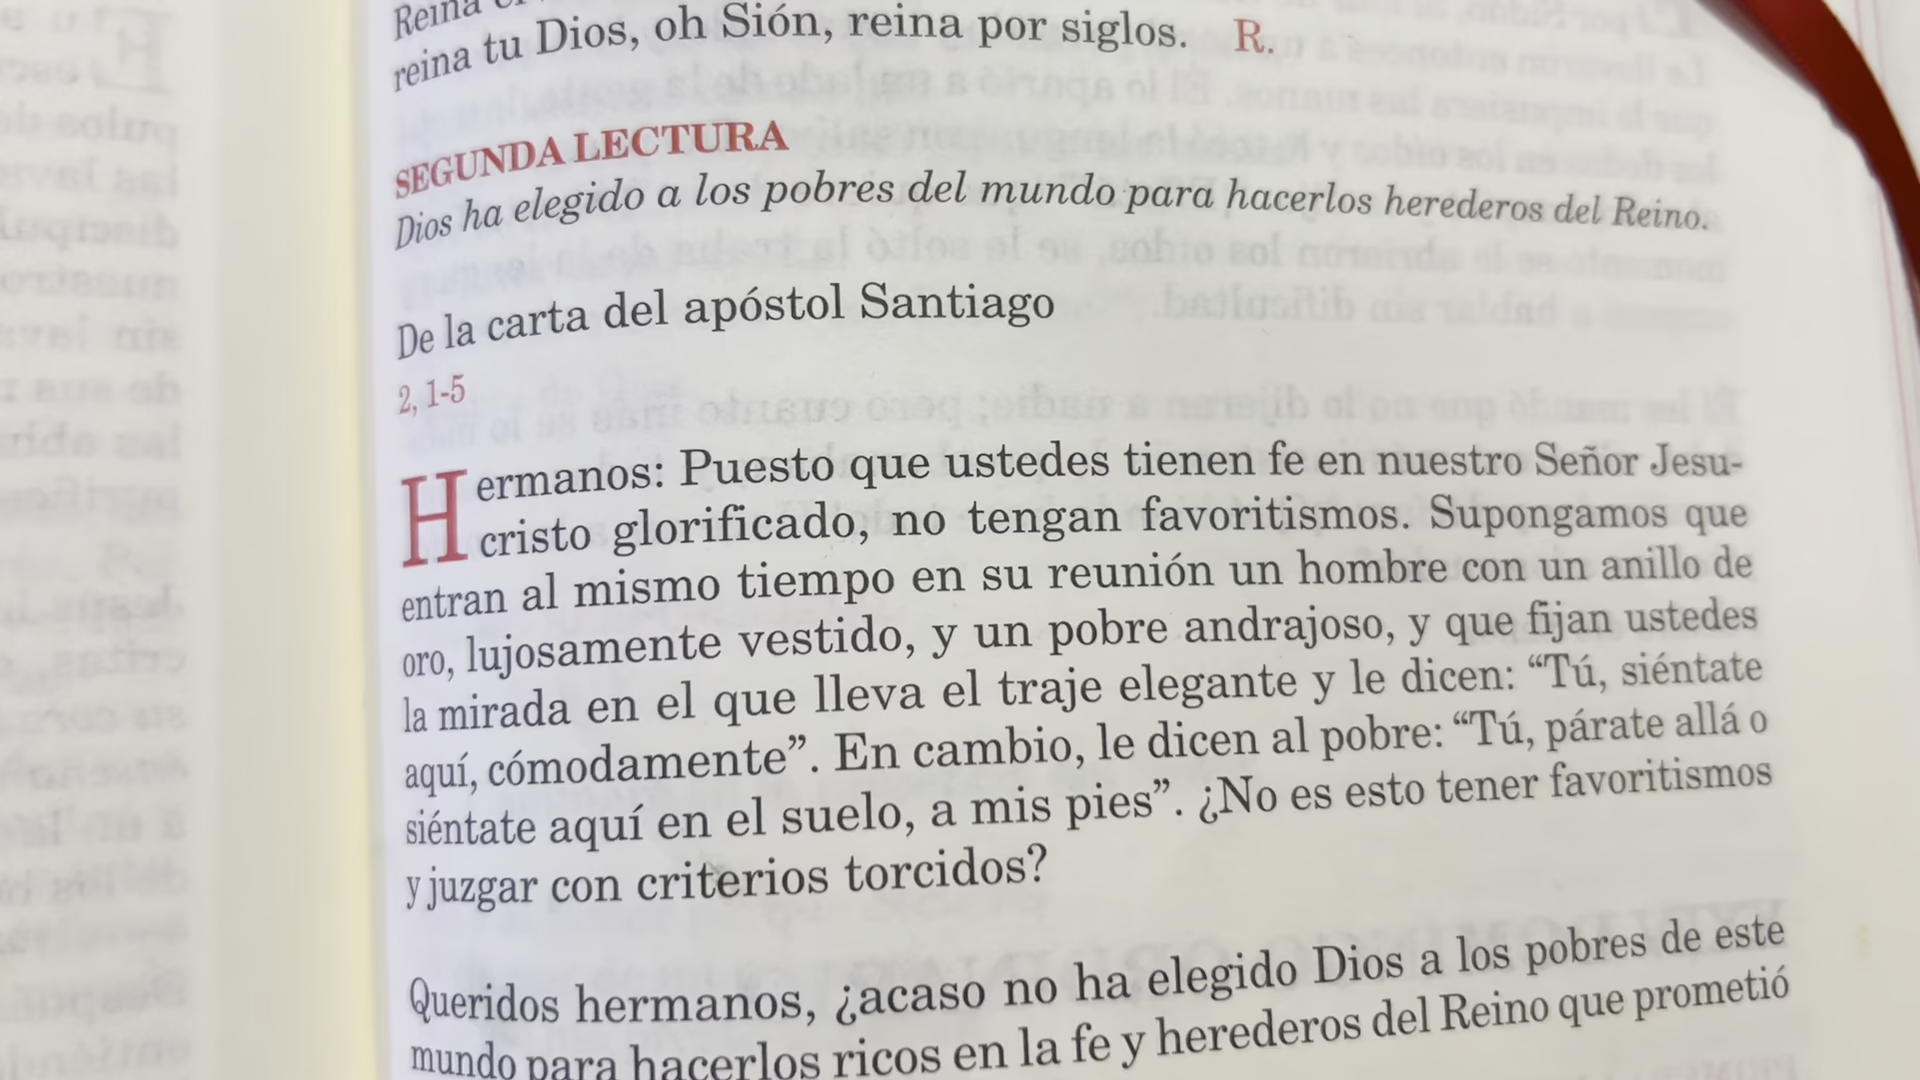 Reina
reina tu Dios, oh Sión, reina por siglos. R.
SEGUNDA LECTURA
Dios ha elegido a los pobres del mundo para hacerlos herederos del Reino.
De la carta del apóstol Santiago
2, 1-5
Hermanos: Puesto que ustedes tienen fe en nuestro Señor Jesu-
cristo glorificado, no tengan favoritismos. Supongamos que
entran al mismo tiempo en su reunión un hombre con un anillo de
oro, lujosamente vestido, y un pobre andrajoso, y que fijan ustedes
la mirada en el que lleva el traje elegante y le dicen: “Tú, siéntate
aquí, cómodamente”. En cambio, le dicen al pobre: “Tú, párate allá o
siéntate aquí en el suelo, a mis pies”. ¿No es esto tener favoritismos
y juzgar con criterios torcidos?
Queridos hermanos, ¿acaso no ha elegido Dios a los pobres de este
mundo para hacerlos ricos en la fe y herederos del Reino que prometió